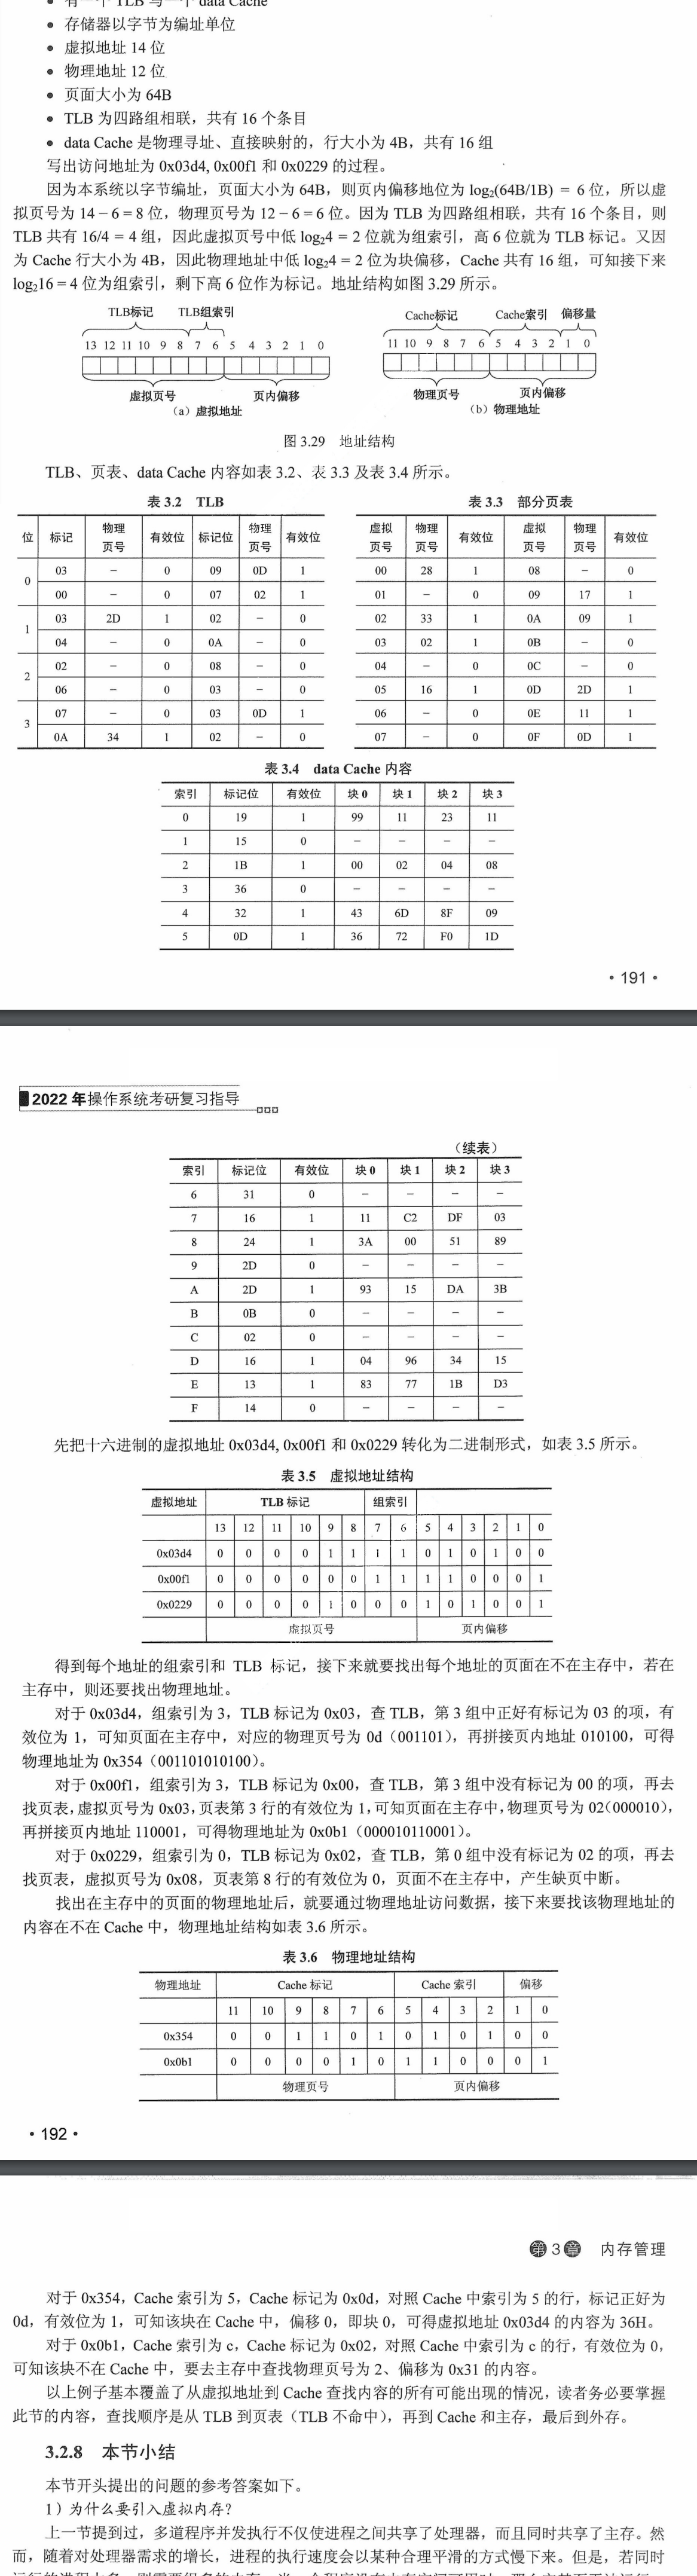 有一个 TLB 与一个 data Cache
• 存储器以字节为编址单位
• 虚拟地址 14 位
• 物理地址 12 位
• 页面大小为 64B
• TLB 为四路组相联，共有 16 个条目
• data Cache 是物理寻址、直接映射的，行大小为 4B，共有 16 组
写出访问地址为 0x03d4, 0x00f1 和 0x0229 的过程。
因为本系统以字节编址，页面大小为 64B，则页内偏移地位为 log₂(64B/1B) = 6 位，所以虚
拟页号为 14 − 6 = 8 位，物理页号为 12 − 6 = 6 位。因为 TLB 为四路组相联，共有 16 个条目，则
TLB 共有 16/4 = 4 组，因此虚拟页号中低 log₂4 = 2 位就为组索引，高 6 位就为 TLB 标记。又因
为 Cache 行大小为 4B，因此物理地址中低 log₂4 = 2 位为块偏移，Cache 共有 16 组，可知接下来
log₂16 = 4 位为组索引，剩下高 6 位作为标记。地址结构如图 3.29 所示。
TLB标记 TLB组索引
13 12 11 10 9 8 7 6 5 4 3 2 1 0
虚拟页号 页内偏移
（a）虚拟地址
Cache标记 Cache索引 偏移量
11 10 9 8 7 6 5 4 3 2 1 0
物理页号 页内偏移
（b）物理地址
图 3.29 地址结构
TLB、页表、data Cache 内容如表 3.2、表 3.3 及表 3.4 所示。
表 3.2 TLB
位 标记 物理页号 有效位 标记位 物理页号 有效位
0 03 − 0 09 0D 1
00 − 0 07 02 1
1 03 2D 1 02 − 0
04 − 0 0A − 0
2 02 − 0 08 − 0
06 − 0 03 − 0
3 07 − 0 03 0D 1
0A 34 1 02 − 0
表 3.3 部分页表
虚拟页号 物理页号 有效位 虚拟页号 物理页号 有效位
00 28 1 08 − 0
01 − 0 09 17 1
02 33 1 0A 09 1
03 02 1 0B − 0
04 − 0 0C − 0
05 16 1 0D 2D 1
06 − 0 0E 11 1
07 − 0 0F 0D 1
表 3.4 data Cache 内容
索引 标记位 有效位 块 0 块 1 块 2 块 3
0 19 1 99 11 23 11
1 15 0 − − − −
2 1B 1 00 02 04 08
3 36 0 − − − −
4 32 1 43 6D 8F 09
5 0D 1 36 72 F0 1D
• 191 •
2022 年操作系统考研复习指导
（续表）
索引 标记位 有效位 块 0 块 1 块 2 块 3
6 31 0 − − − −
7 16 1 11 C2 DF 03
8 24 1 3A 00 51 89
9 2D 0 − − − −
A 2D 1 93 15 DA 3B
B 0B 0 − − − −
C 02 0 − − − −
D 16 1 04 96 34 15
E 13 1 83 77 1B D3
F 14 0 − − − −
先把十六进制的虚拟地址 0x03d4, 0x00f1 和 0x0229 转化为二进制形式，如表 3.5 所示。
表 3.5 虚拟地址结构
虚拟地址 TLB 标记 组索引
13 12 11 10 9 8 7 6 5 4 3 2 1 0
0x03d4 0 0 0 0 1 1 1 1 0 1 0 1 0 0
0x00f1 0 0 0 0 0 0 1 1 1 1 0 0 0 1
0x0229 0 0 0 0 1 0 0 0 1 0 1 0 0 1
虚拟页号 页内偏移
得到每个地址的组索引和 TLB 标记，接下来就要找出每个地址的页面在不在主存中，若在
主存中，则还要找出物理地址。
对于 0x03d4，组索引为 3，TLB 标记为 0x03，查 TLB，第 3 组中正好有标记为 03 的项，有
效位为 1，可知页面在主存中，对应的物理页号为 0d（001101），再拼接页内地址 010100，可得
物理地址为 0x354（001101010100）。
对于 0x00f1，组索引为 3，TLB 标记为 0x00，查 TLB，第 3 组中没有标记为 00 的项，再去
找页表，虚拟页号为 0x03，页表第 3 行的有效位为 1，可知页面在主存中，物理页号为 02（000010），
再拼接页内地址 110001，可得物理地址为 0x0b1（000010110001）。
对于 0x0229，组索引为 0，TLB 标记为 0x02，查 TLB，第 0 组中没有标记为 02 的项，再去
找页表，虚拟页号为 0x08，页表第 8 行的有效位为 0，页面不在主存中，产生缺页中断。
找出在主存中的页面的物理地址后，就要通过物理地址访问数据，接下来要找该物理地址的
内容在不在 Cache 中，物理地址结构如表 3.6 所示。
表 3.6 物理地址结构
物理地址 Cache 标记 Cache 索引 偏移
11 10 9 8 7 6 5 4 3 2 1 0
0x354 0 0 1 1 0 1 0 1 0 1 0 0
0x0b1 0 0 0 0 1 0 1 1 0 0 0 1
物理页号 页内偏移
• 192 •
第 3 章 内存管理
对于 0x354，Cache 索引为 5，Cache 标记为 0x0d，对照 Cache 中索引为 5 的行，标记正好为
0d，有效位为 1，可知该块在 Cache 中，偏移 0，即块 0，可得虚拟地址 0x03d4 的内容为 36H。
对于 0x0b1，Cache 索引为 c，Cache 标记为 0x02，对照 Cache 中索引为 c 的行，有效位为 0，
可知该块不在 Cache 中，要去主存中查找物理页号为 2、偏移为 0x31 的内容。
以上例子基本覆盖了从虚拟地址到 Cache 查找内容的所有可能出现的情况，读者务必要掌握
此节的内容，查找顺序是从 TLB 到页表（TLB 不命中），再到 Cache 和主存，最后到外存。
3.2.8 本节小结
本节开头提出的问题的参考答案如下。
1）为什么要引入虚拟内存？
上一节提到过，多道程序并发执行不仅使进程之间共享了处理器，而且同时共享了主存。然
而，随着对处理器需求的增长，进程的执行速度会以某种合理平滑的方式慢下来。但是，若同时